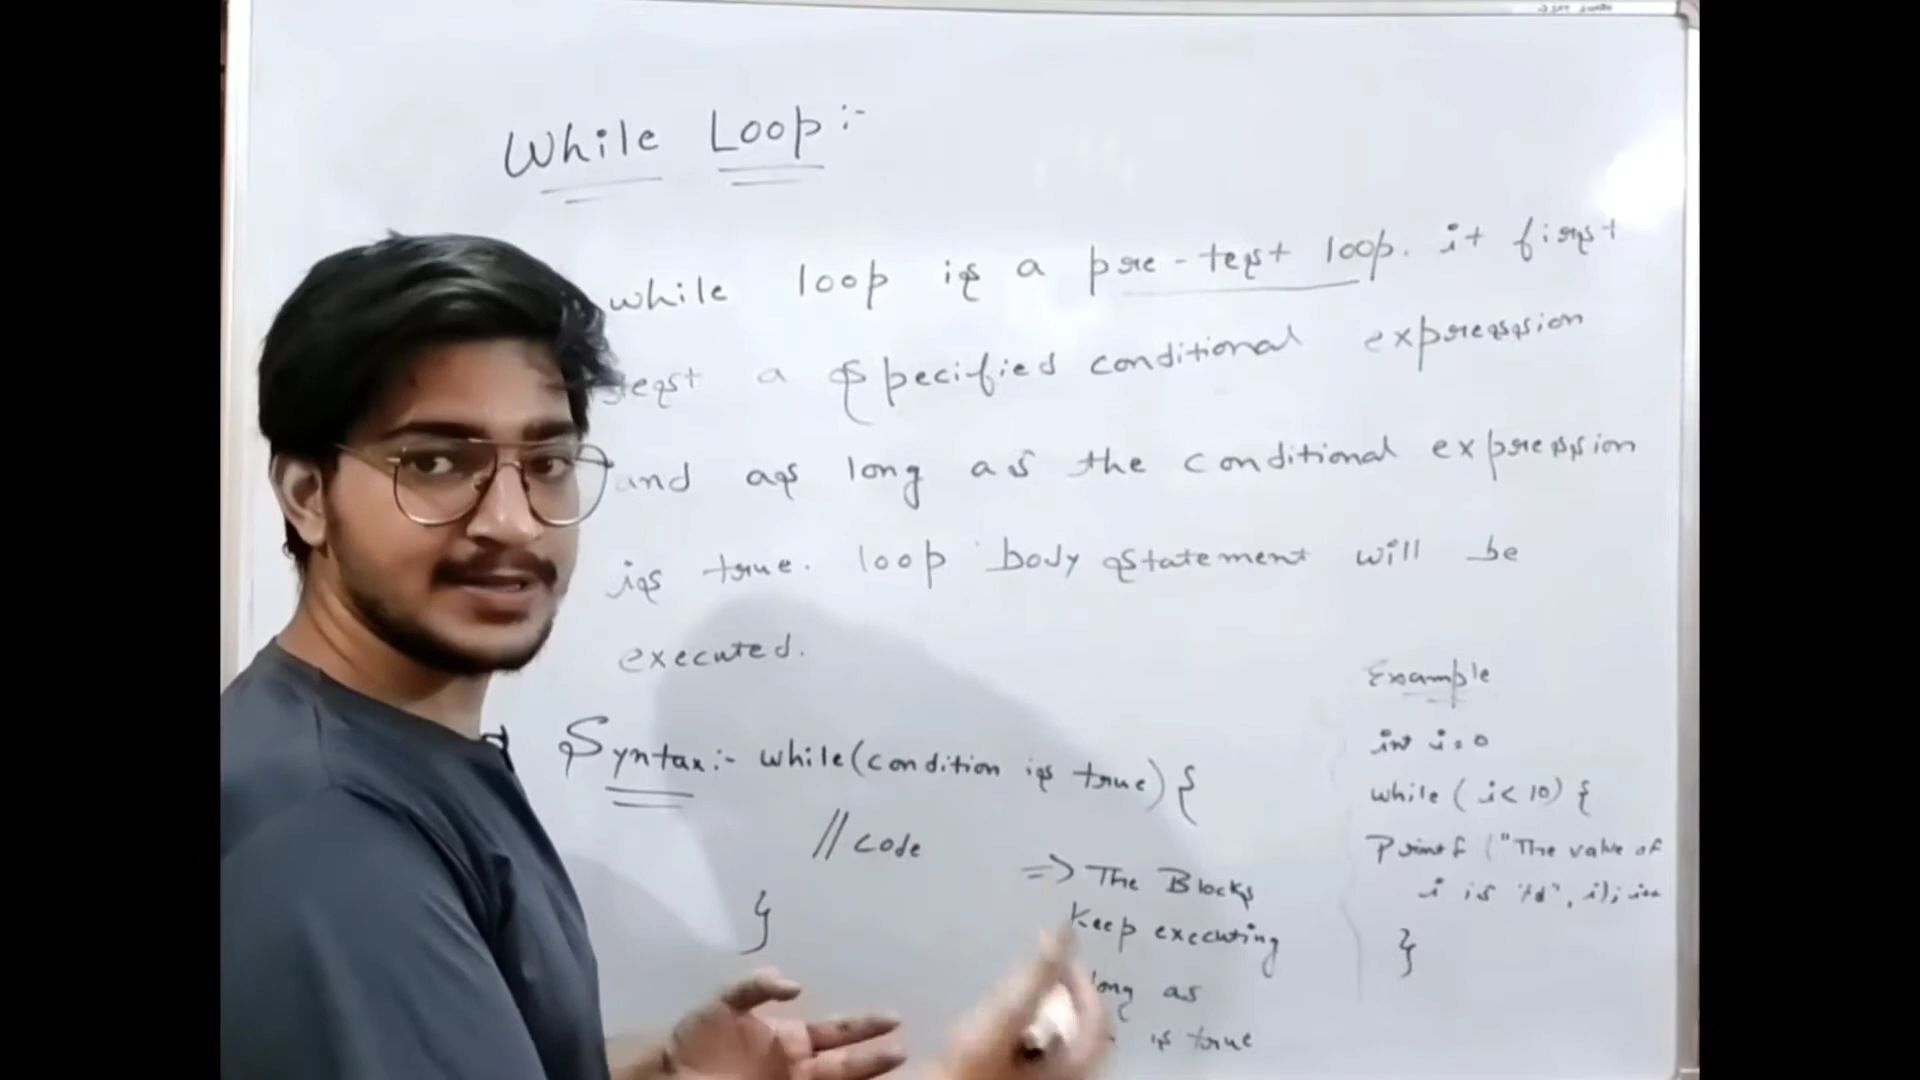 While Loop :-
while loop is a pre-test loop. it first
test a specified conditional expression
and as long as the conditional expression
is true. loop body statement will be
executed.
Syntax :- while(condition is true) {
// code
}
=> The Blocks
Keep executing
long as
is true
Example
int i = 0
while ( i < 10) {
Printf ("The value of
i is %d", i); i++
}